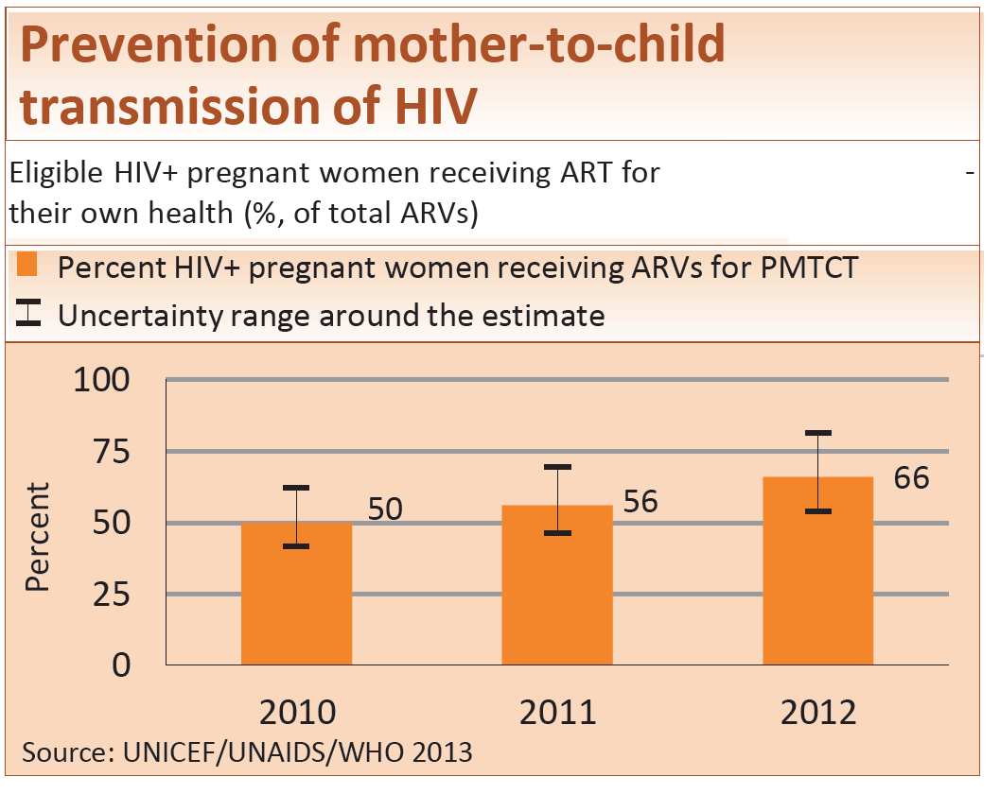 Prevention of mother-to-child
transmission of HIV
Eligible HIV+ pregnant women receiving ART for -
their own health (%, of total ARVs)
Percent HIV+ pregnant women receiving ARVs for PMTCT
Uncertainty range around the estimate
Percent
100
75
50
25
0
50
56
66
2010 2011 2012
Source: UNICEF/UNAIDS/WHO 2013